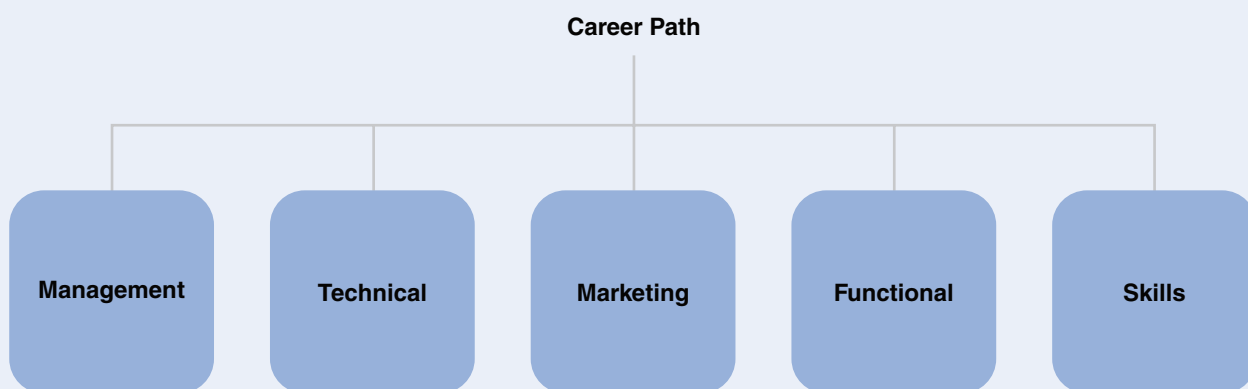 Career Path
Management
Technical
Marketing
Functional
Skills